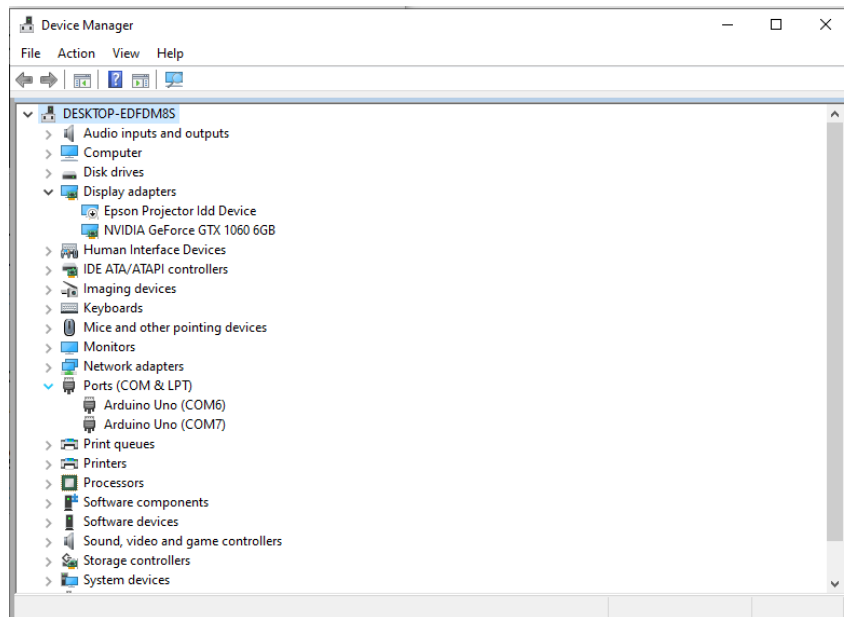 Device Manager
File Action View Help
DESKTOP-EDFDM8S
Audio inputs and outputs
Computer
Disk drives
Display adapters
Epson Projector Idd Device
NVIDIA GeForce GTX 1060 6GB
Human Interface Devices
IDE ATA/ATAPI controllers
Imaging devices
Keyboards
Mice and other pointing devices
Monitors
Network adapters
Ports (COM & LPT)
Arduino Uno (COM6)
Arduino Uno (COM7)
Print queues
Printers
Processors
Software components
Software devices
Sound, video and game controllers
Storage controllers
System devices